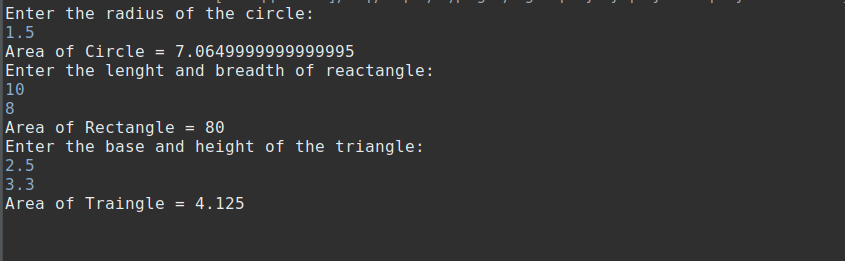 Enter the radius of the circle:
1.5
Area of Circle = 7.0649999999999995
Enter the lenght and breadth of reactangle:
10
8
Area of Rectangle = 80
Enter the base and height of the triangle:
2.5
3.3
Area of Traingle = 4.125